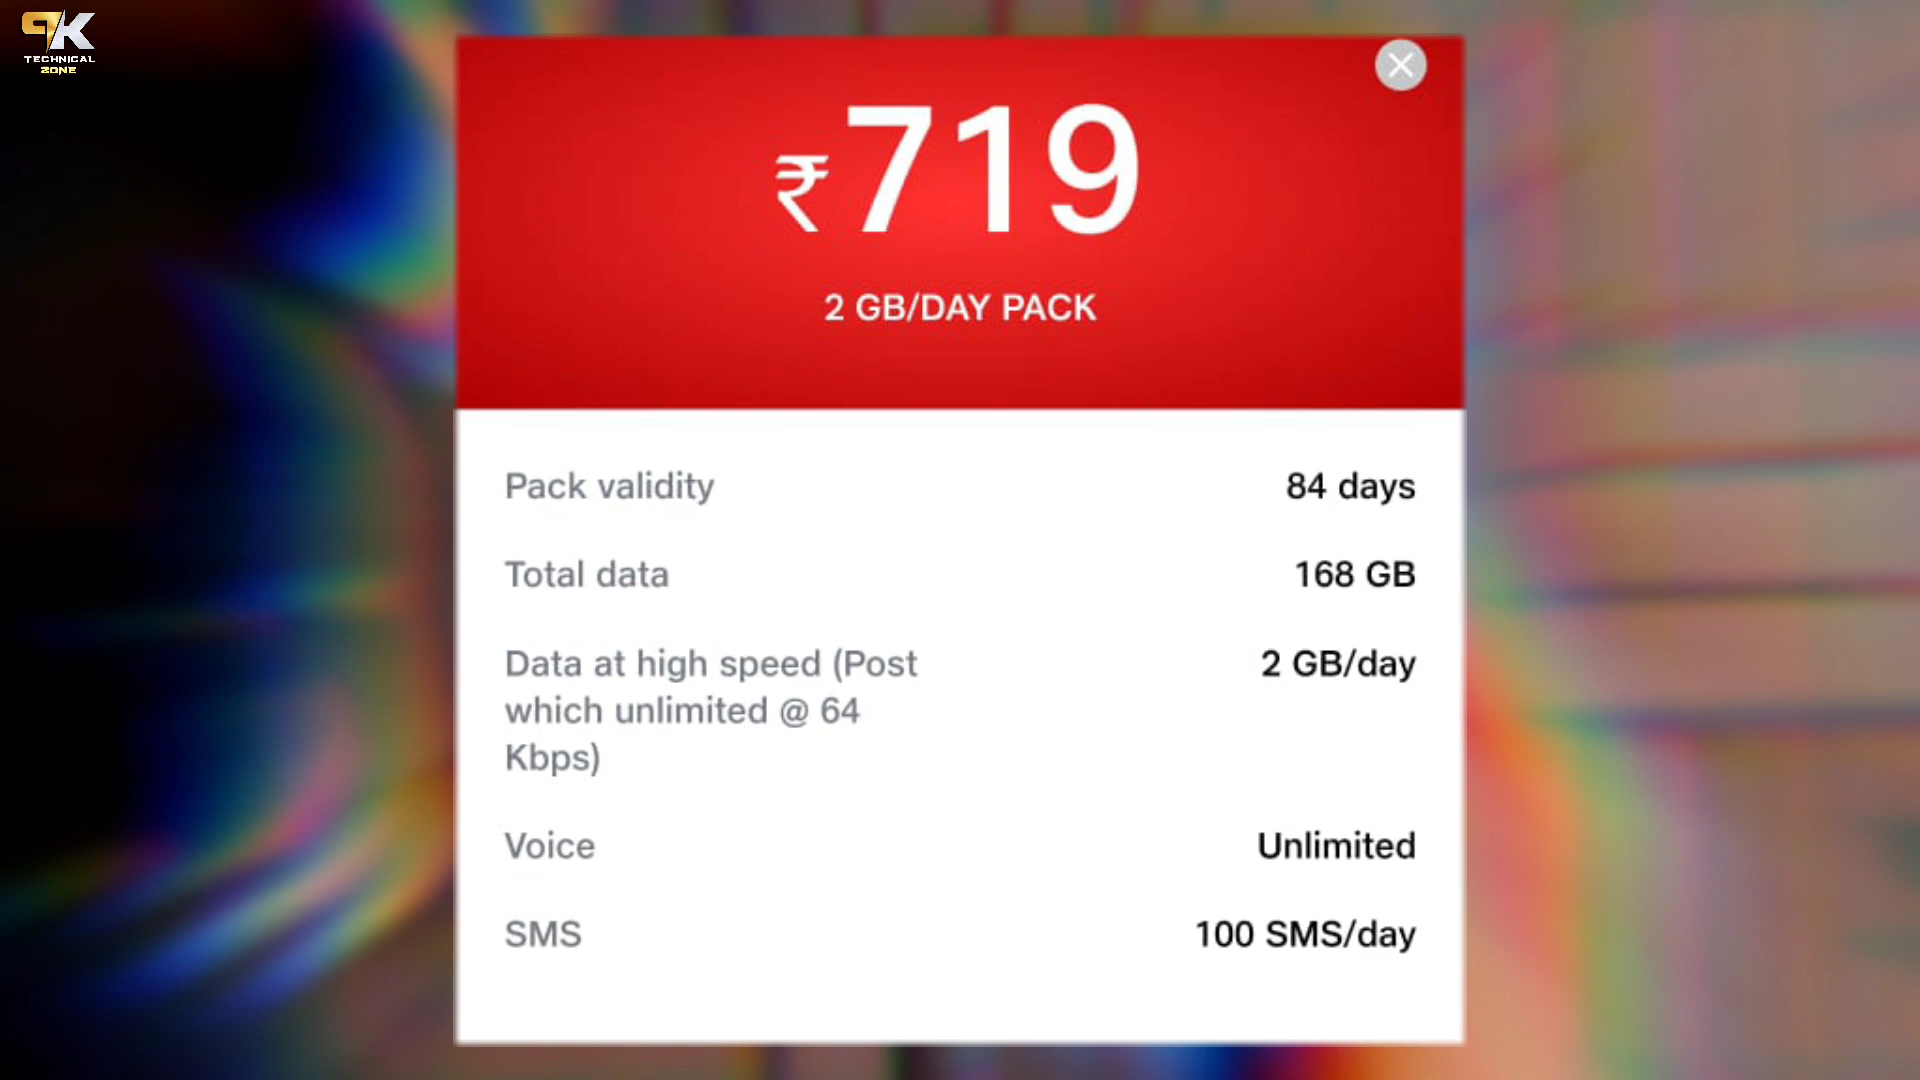 PK
TECHNICAL
ZONE
₹719
2 GB/DAY PACK
Pack validity 84 days
Total data 168 GB
Data at high speed (Post 2 GB/day
which unlimited @ 64
Kbps)
Voice Unlimited
SMS 100 SMS/day